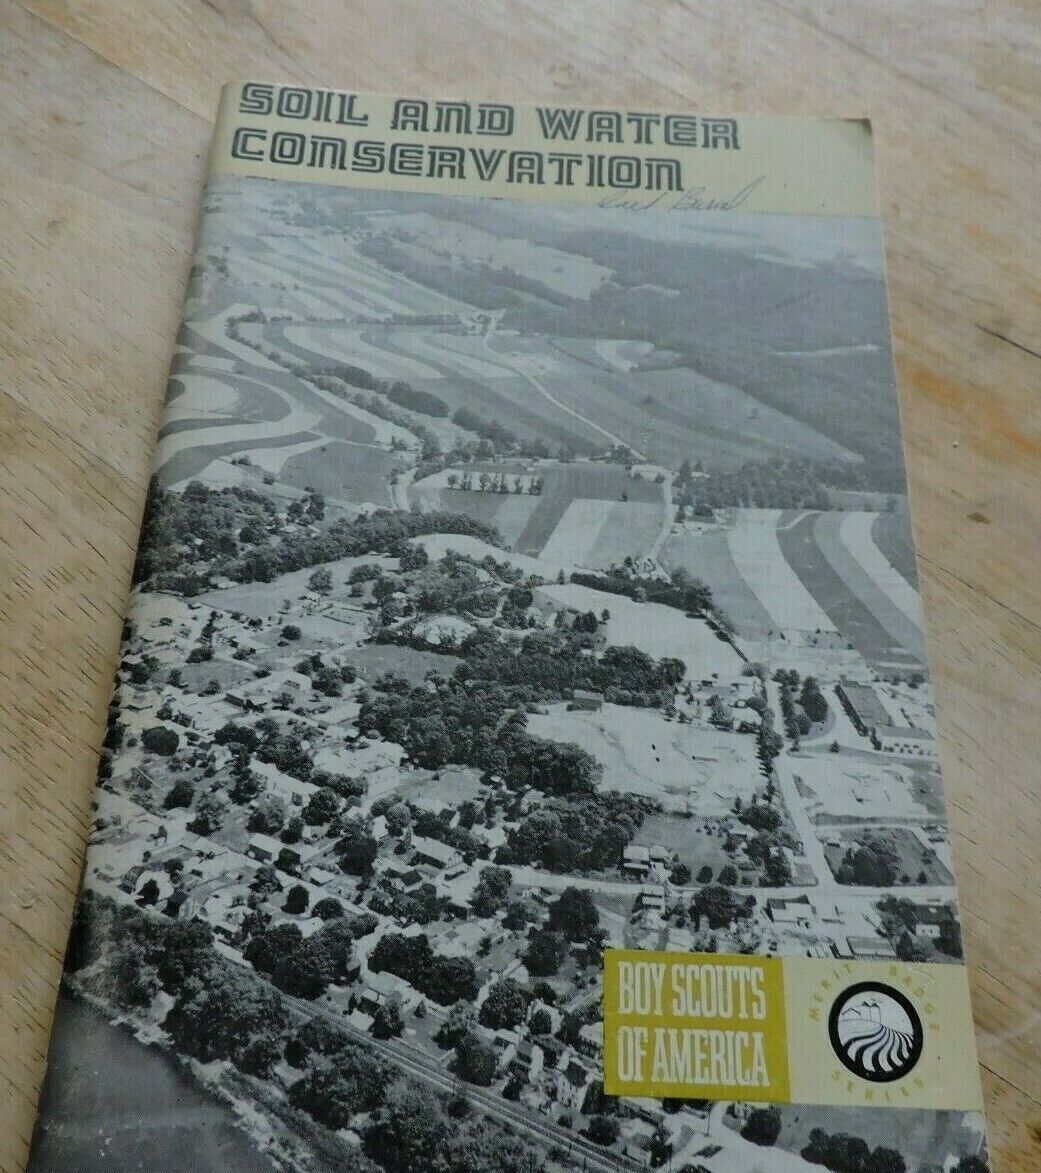 SOIL AND WATER
CONSERVATION
BOY SCOUTS
OF AMERICA
MERIT BADGE
SERIES